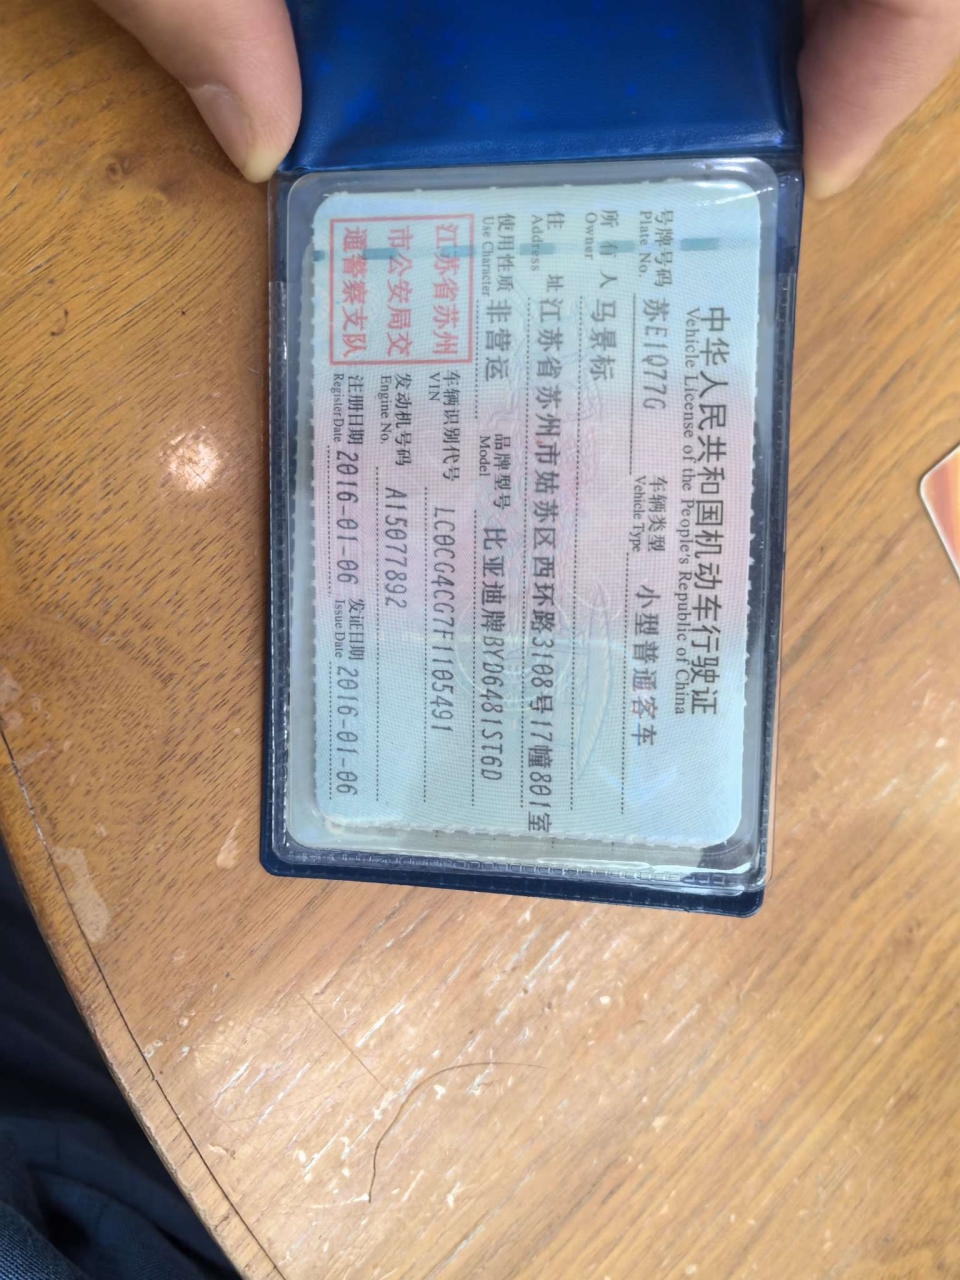 中华人民共和国机动车行驶证
Vehicle License of the People's Republic of China
号牌号码 苏E1Q77G 车辆类型 小型普通客车
Plate No. Vehicle Type
所有人 马景标
Owner
住址 江苏省苏州市姑苏区西环路3108号17幢801室
Address
使用性质 非营运 品牌型号 比亚迪牌BYD6481ST6D
Use Character Model
江苏省苏州
市公安局交
通警察支队
车辆识别代号 LC0CG4CG7F1105491
VIN
发动机号码 A15077892
Engine No.
注册日期 2016-01-06 发证日期 2016-01-06
Register Date Issue Date